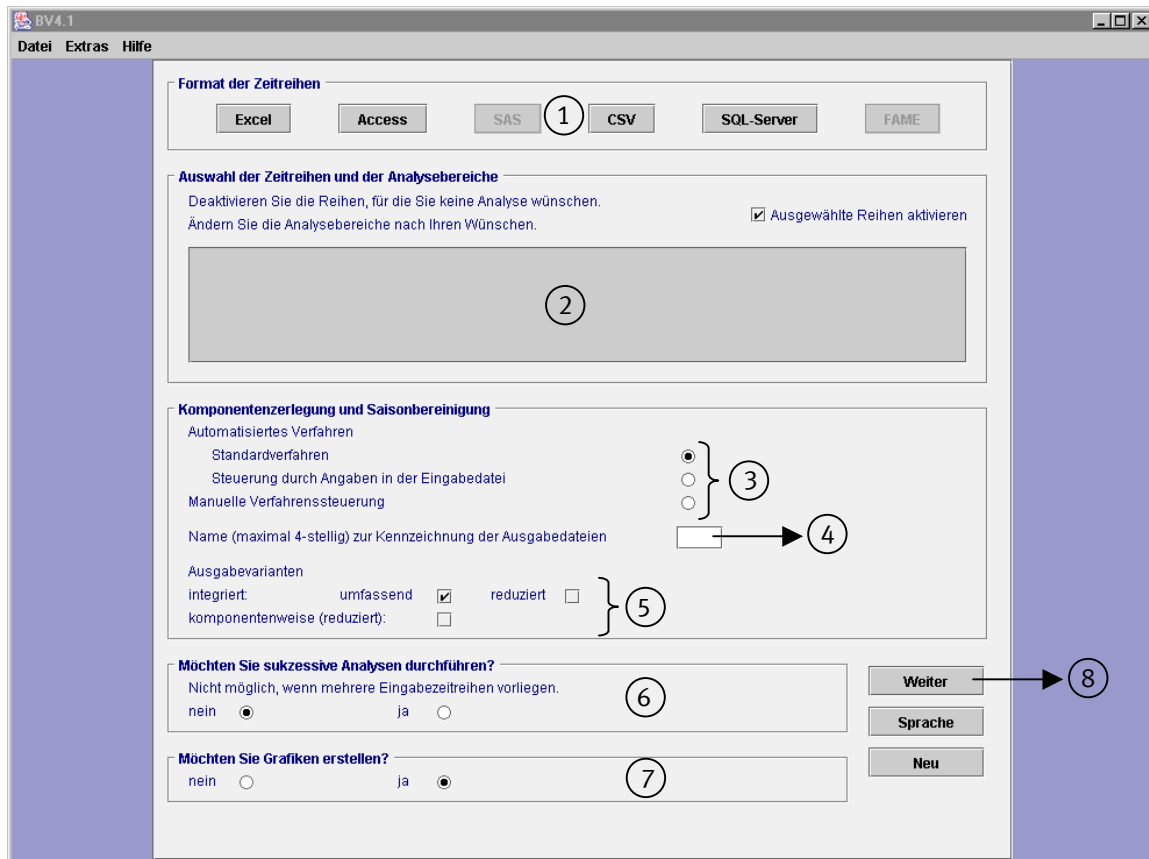 BV4.1
Datei Extras Hilfe
Format der Zeitreihen
Excel Access SAS 1 CSV SQL-Server FAME
Auswahl der Zeitreihen und der Analysebereiche
Deaktivieren Sie die Reihen, für die Sie keine Analyse wünschen.
Ausgewählte Reihen aktivieren
Ändern Sie die Analysebereiche nach Ihren Wünschen.
2
Komponentenzerlegung und Saisonbereinigung
Automatisiertes Verfahren
Standardverfahren
Steuerung durch Angaben in der Eingabedatei
3
Manuelle Verfahrenssteuerung
Name (maximal 4-stellig) zur Kennzeichnung der Ausgabedateien
4
Ausgabevarianten
integriert: umfassend reduziert
5
komponentenweise (reduziert):
Möchten Sie sukzessive Analysen durchführen?
Nicht möglich, wenn mehrere Eingabezeitreihen vorliegen.
6
nein ja
Weiter
8
Sprache
Neu
Möchten Sie Grafiken erstellen?
nein ja
7